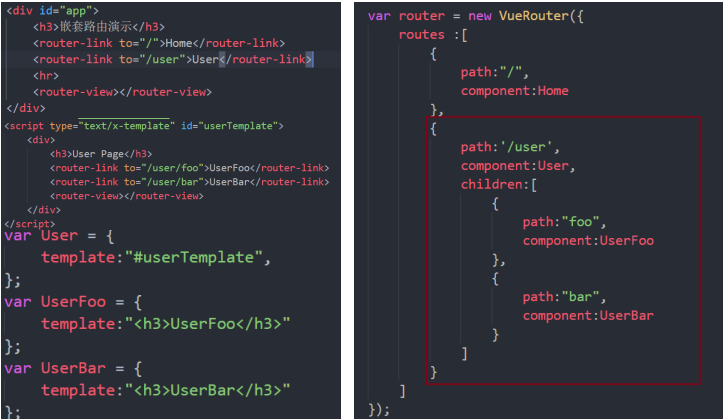 <div id="app">
    <h3>嵌套路由演示</h3>
    <router-link to="/">Home</router-link>
    <router-link to="/user">User</router-link>
    <hr>
    <router-view></router-view>
</div>
<script type="text/x-template" id="userTemplate">
    <div>
        <h3>User Page</h3>
        <router-link to="/user/foo">UserFoo</router-link>
        <router-link to="/user/bar">UserBar</router-link>
        <router-view></router-view>
    </div>
</script>
var User = {
    template:"#userTemplate",
};
var UserFoo = {
    template:"<h3>UserFoo</h3>"
};
var UserBar = {
    template:"<h3>UserBar</h3>"
};
var router = new VueRouter({
    routes :[
        {
            path:"/",
            component:Home
        },
        {
            path:'/user',
            component:User,
            children:[
                {
                    path:"foo",
                    component:UserFoo
                },
                {
                    path:"bar",
                    component:UserBar
                }
            ]
        }
    ]
});